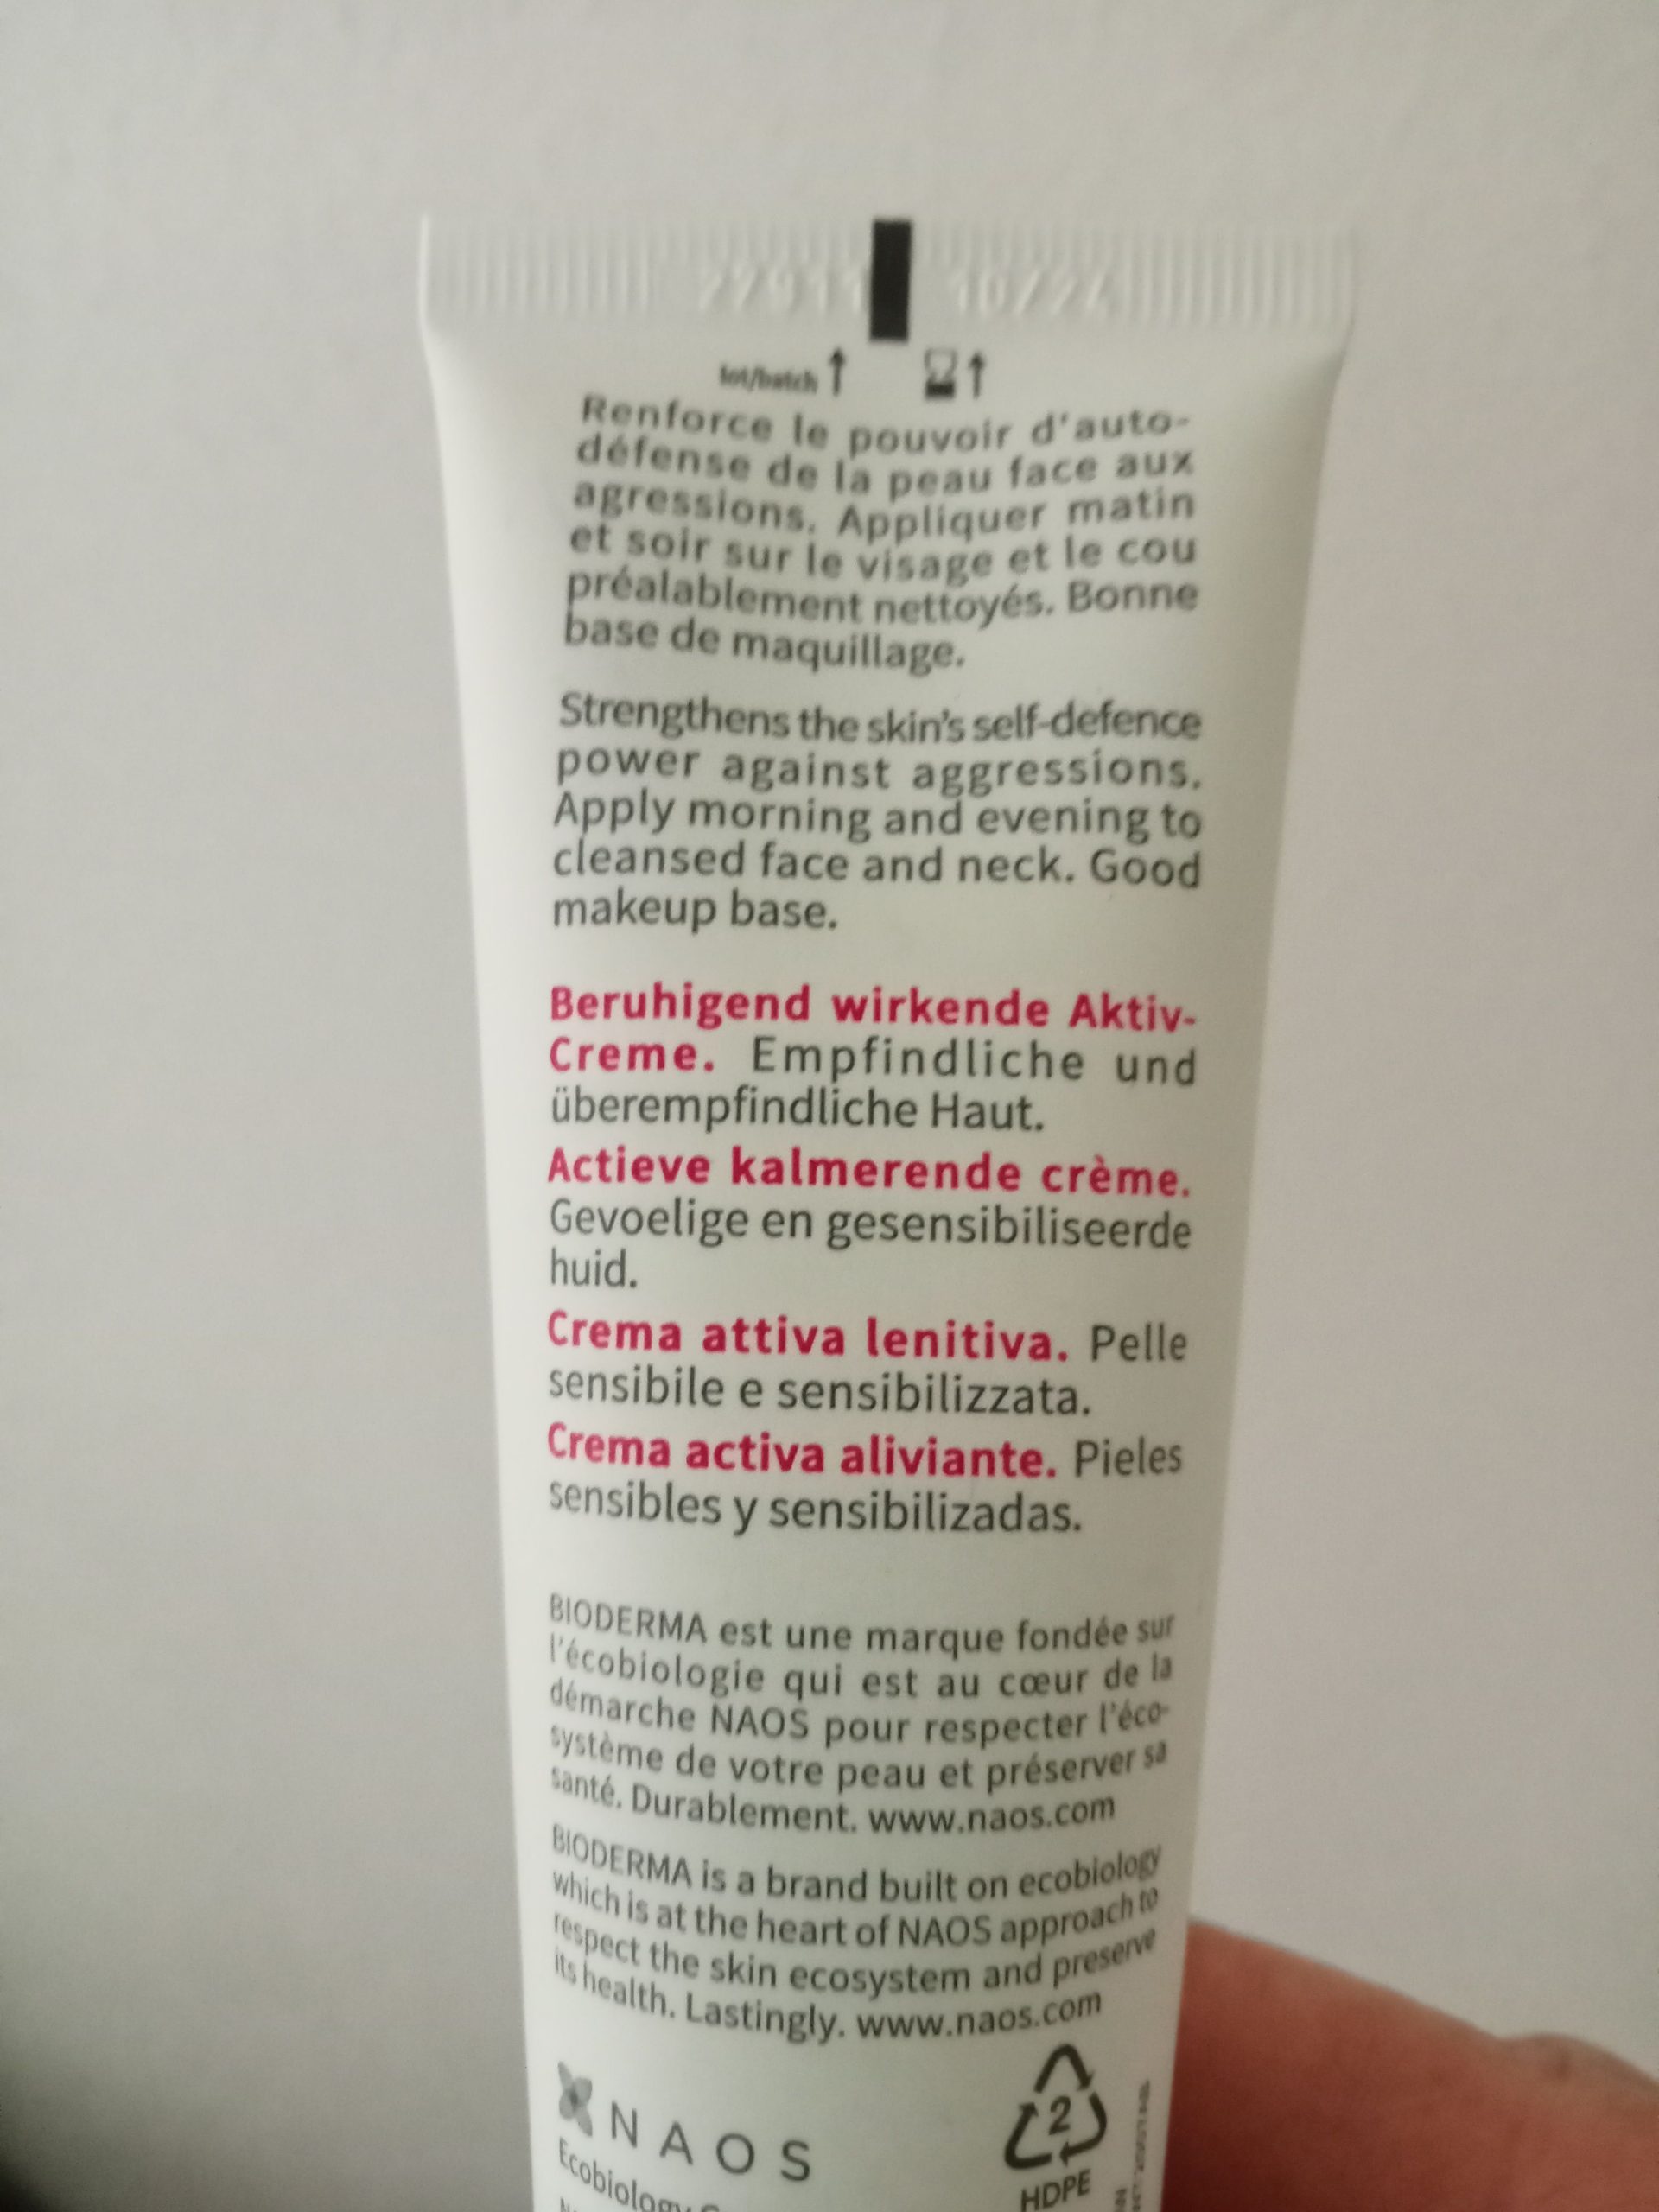 10/24
lot/batch
Renforce le pouvoir d'auto-
défense de la peau face aux
agressions. Appliquer matin
et soir sur le visage et le cou
préalablement nettoyés. Bonne
base de maquillage.
Strengthens the skin's self-defence
power against aggressions.
Apply morning and evening to
cleansed face and neck. Good
makeup base.
Beruhigend wirkende Aktiv-
Creme. Empfindliche und
überempfindliche Haut.
Actieve kalmerende crème.
Gevoelige en gesensibiliseerde
huid.
Crema attiva lenitiva. Pelle
sensibile e sensibilizzata.
Crema activa aliviante. Pieles
sensibles y sensibilizadas.
BIODERMA est une marque fondée sur
l'écobiologie qui est au cœur de la
démarche NAOS pour respecter l'éco-
système de votre peau et préserver sa
santé. Durablement. www.naos.com
BIODERMA is a brand built on ecobiology
which is at the heart of NAOS approach to
respect the skin ecosystem and preserve
its health. Lastingly. www.naos.com
NAOS
Ecobiology
2
HDPE